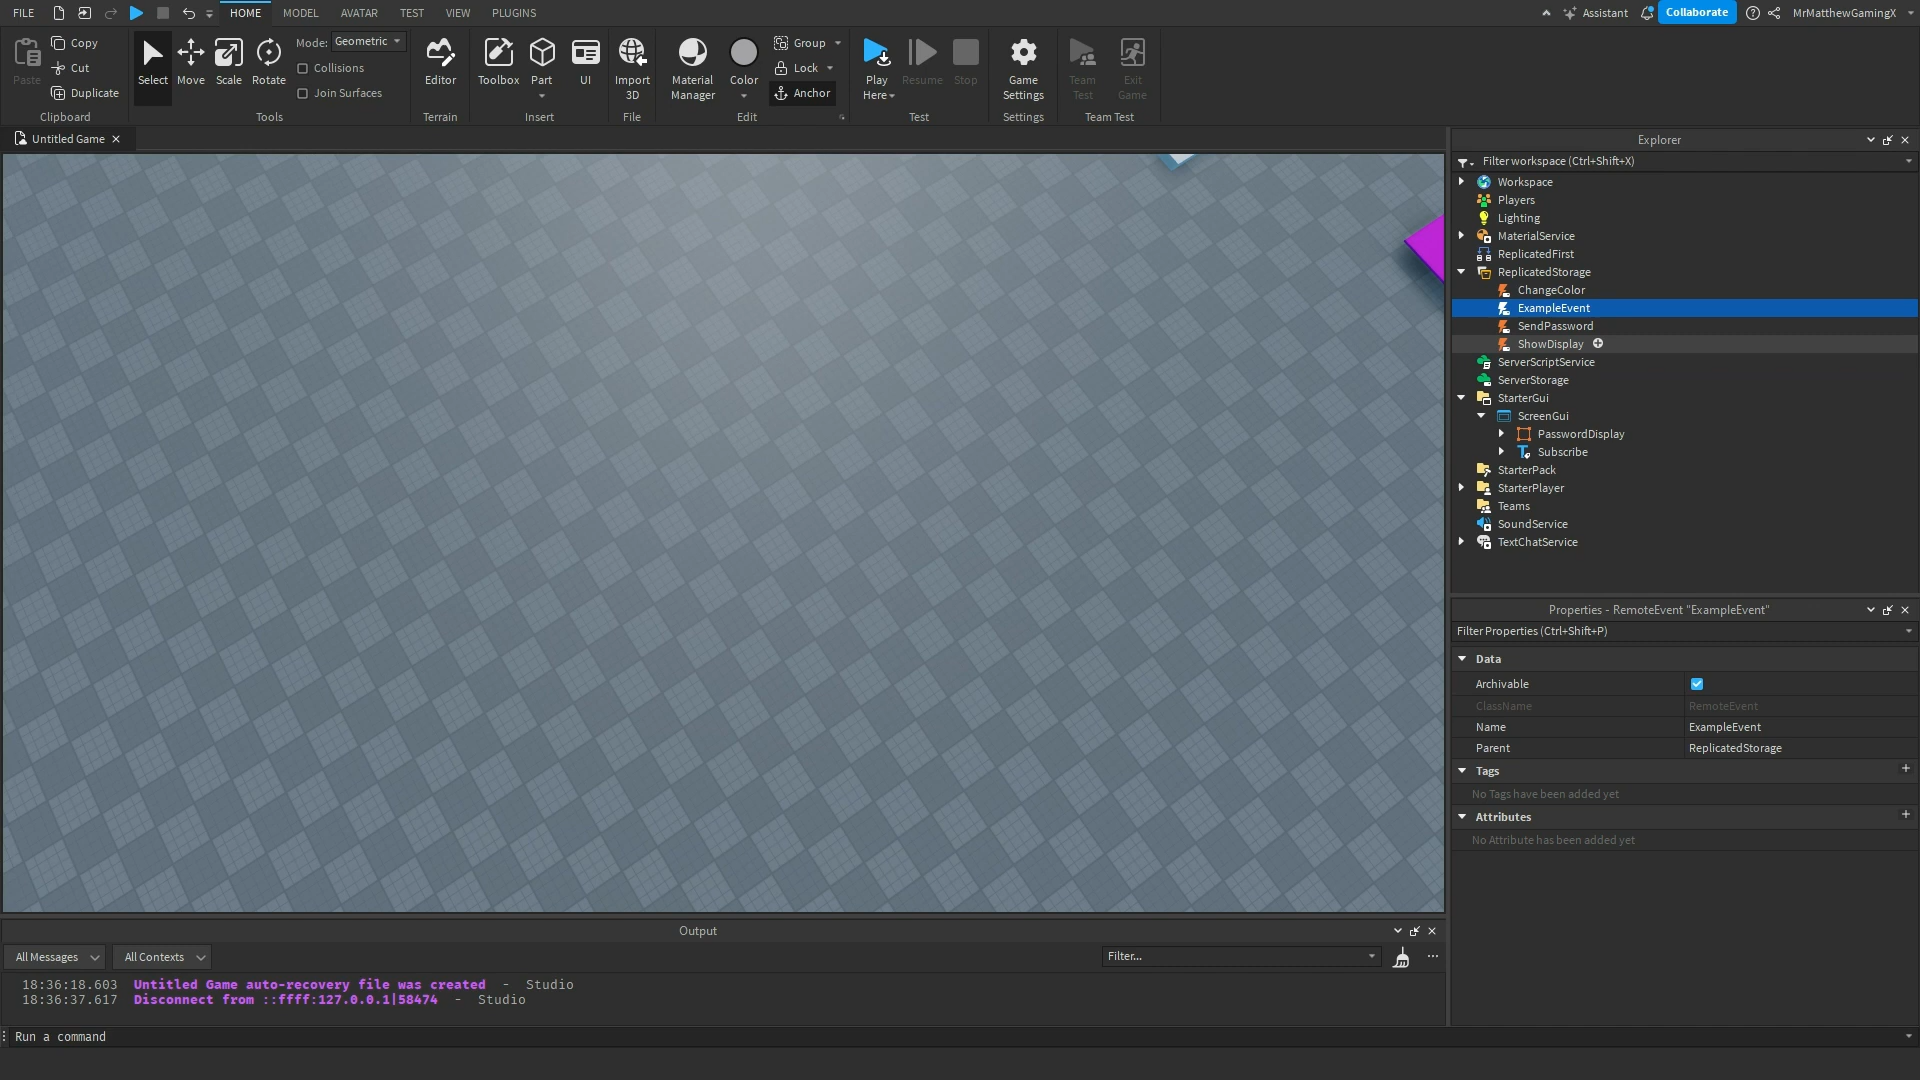 FILE HOME MODEL AVATAR TEST VIEW PLUGINS Assistant Collaborate MrMatthewGamingX
Copy Mode: Geometric Group
Cut Collisions Lock
Paste Select Move Scale Rotate Editor Toolbox Part UI Import 3D Material Manager Color Play Here Resume Stop Game Settings Team Test Exit Game
Duplicate Join Surfaces Anchor
Clipboard Tools Terrain Insert File Edit Test Settings Team Test
Untitled Game
Explorer
Filter workspace (Ctrl+Shift+X)
Workspace
Players
Lighting
MaterialService
ReplicatedFirst
ReplicatedStorage
ChangeColor
ExampleEvent
SendPassword
ShowDisplay
ServerScriptService
ServerStorage
StarterGui
ScreenGui
PasswordDisplay
Subscribe
StarterPack
StarterPlayer
Teams
SoundService
TextChatService
Properties - RemoteEvent "ExampleEvent"
Filter Properties (Ctrl+Shift+P)
Data
Archivable
ClassName RemoteEvent
Name ExampleEvent
Parent ReplicatedStorage
Tags
No Tags have been added yet
Attributes
No Attribute has been added yet
Output
All Messages All Contexts Filter...
18:36:18.603 Untitled Game auto-recovery file was created - Studio
18:36:37.617 Disconnect from ::ffff:127.0.0.1|58474 - Studio
Run a command